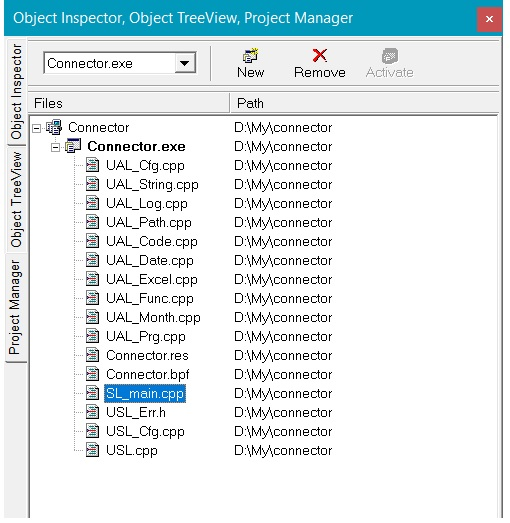 Object Inspector, Object TreeView, Project Manager
Object Inspector
Object TreeView
Project Manager
Connector.exe
New Remove Activate
Files Path
Connector D:\My\connector
Connector.exe D:\My\connector
UAL_Cfg.cpp D:\My\connector
UAL_String.cpp D:\My\connector
UAL_Log.cpp D:\My\connector
UAL_Path.cpp D:\My\connector
UAL_Code.cpp D:\My\connector
UAL_Date.cpp D:\My\connector
UAL_Excel.cpp D:\My\connector
UAL_Func.cpp D:\My\connector
UAL_Month.cpp D:\My\connector
UAL_Prg.cpp D:\My\connector
Connector.res D:\My\connector
Connector.bpf D:\My\connector
SL_main.cpp D:\My\connector
USL_Err.h D:\My\connector
USL_Cfg.cpp D:\My\connector
USL.cpp D:\My\connector